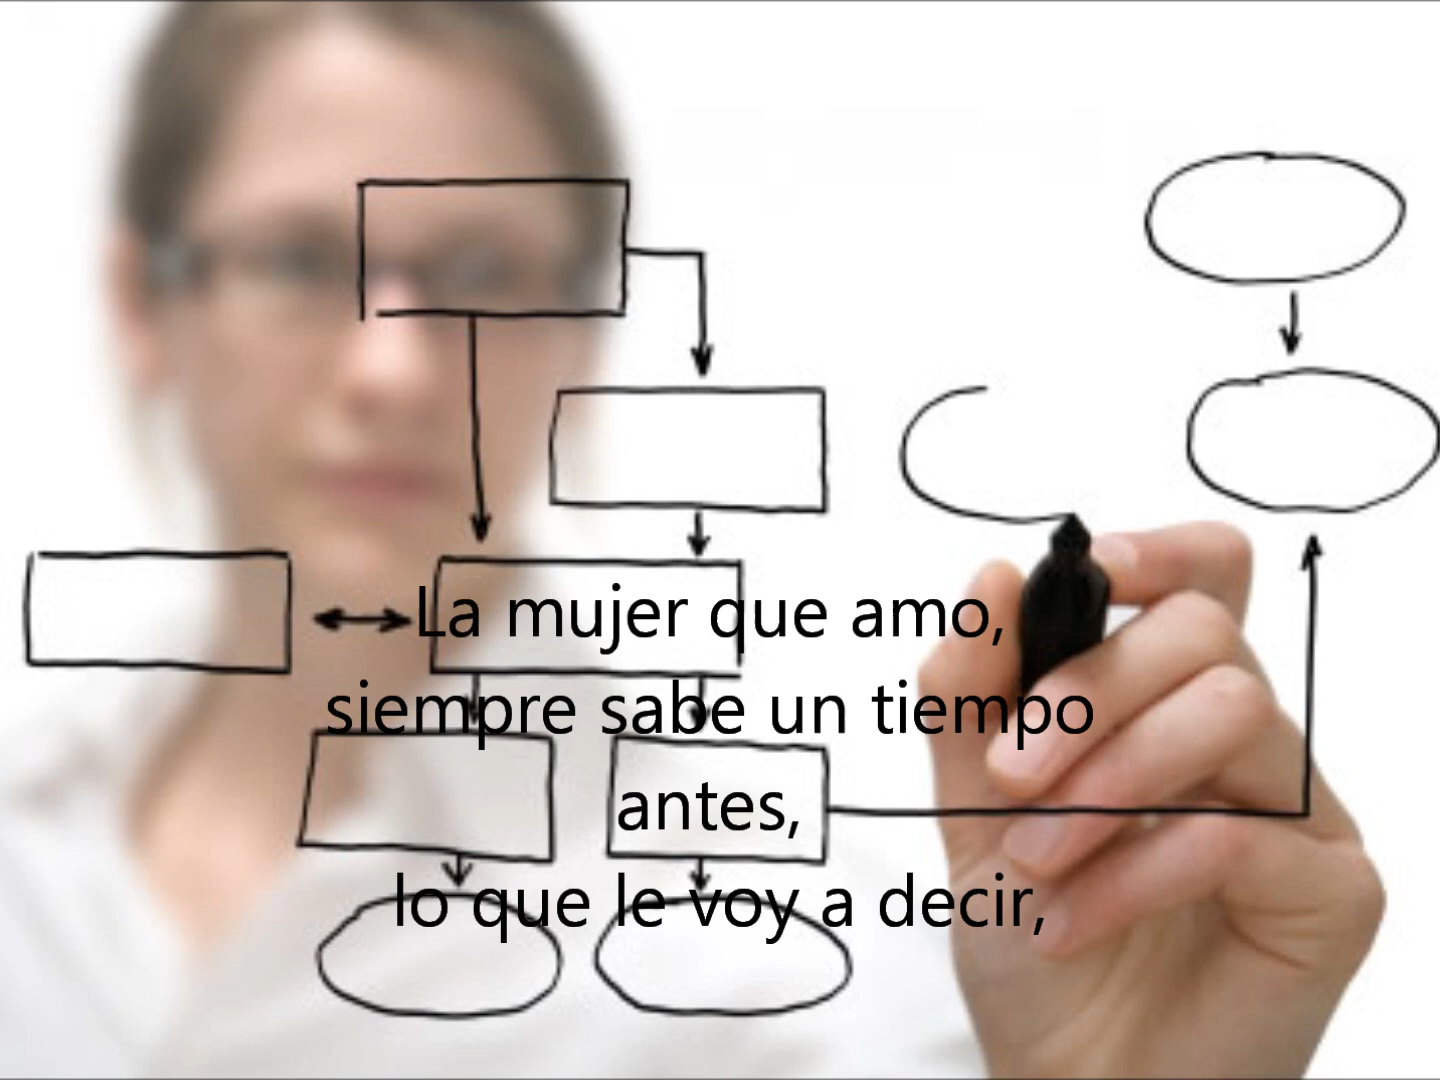 La mujer que amo,
siempre sabe un tiempo
antes,
lo que le voy a decir,